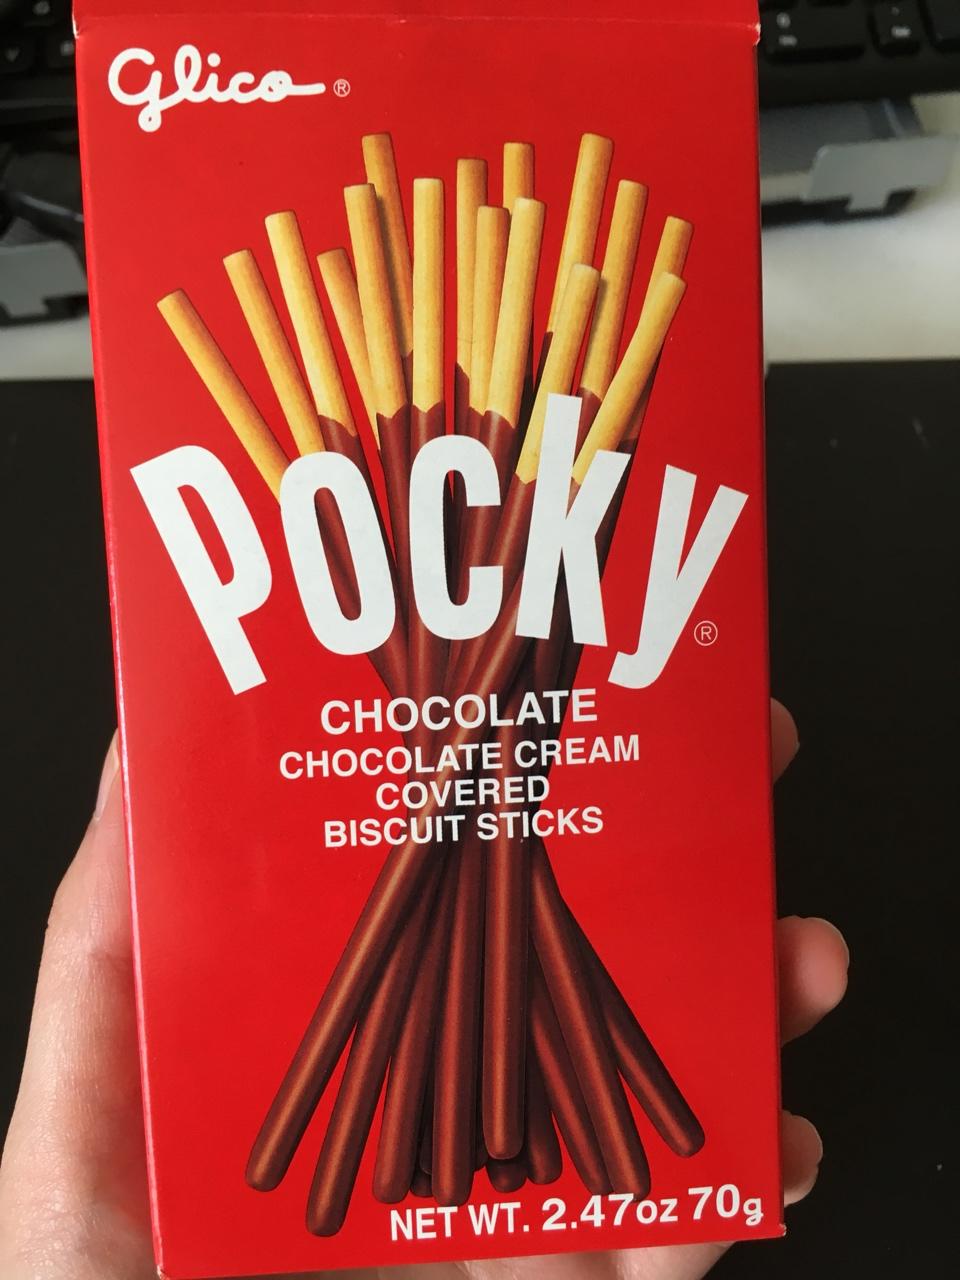 Glico®
POCKY®
CHOCOLATE
CHOCOLATE CREAM
COVERED
BISCUIT STICKS
NET WT. 2.47oz 70g